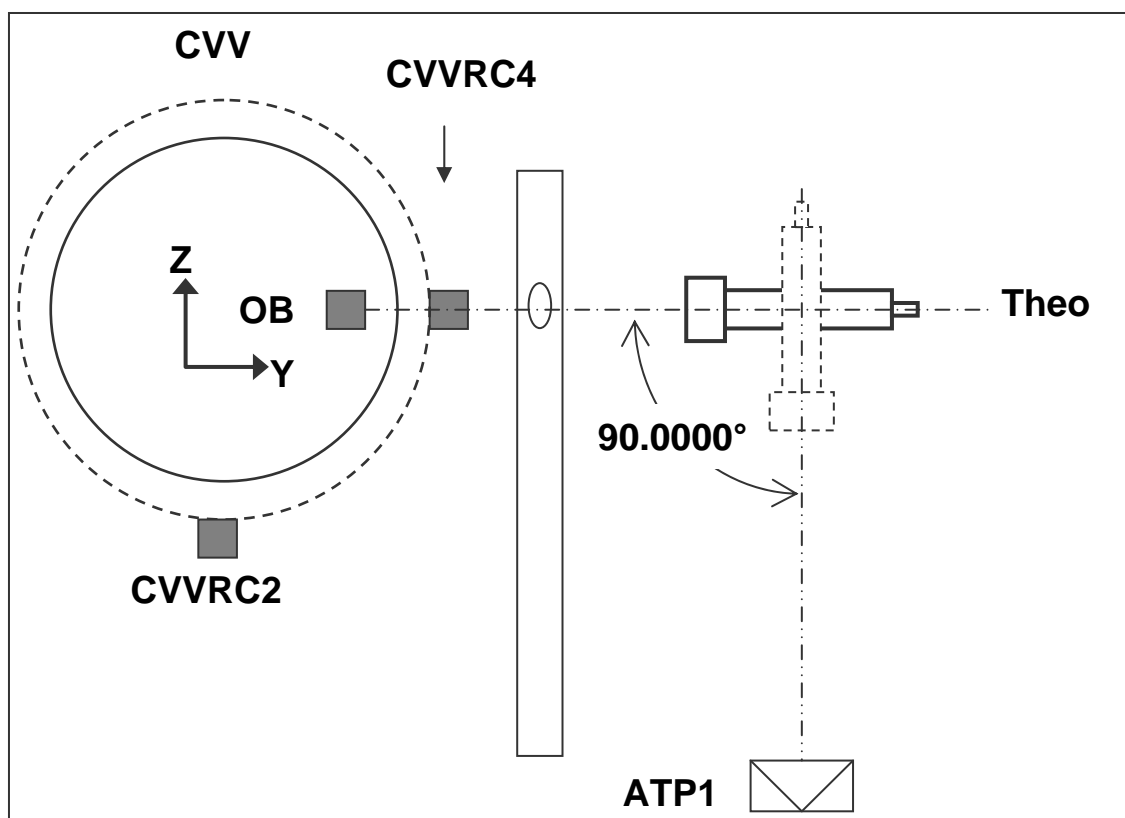 CVV
CVVRC4
Z
OB
Theo
Y
90.0000°
CVVRC2
ATP1